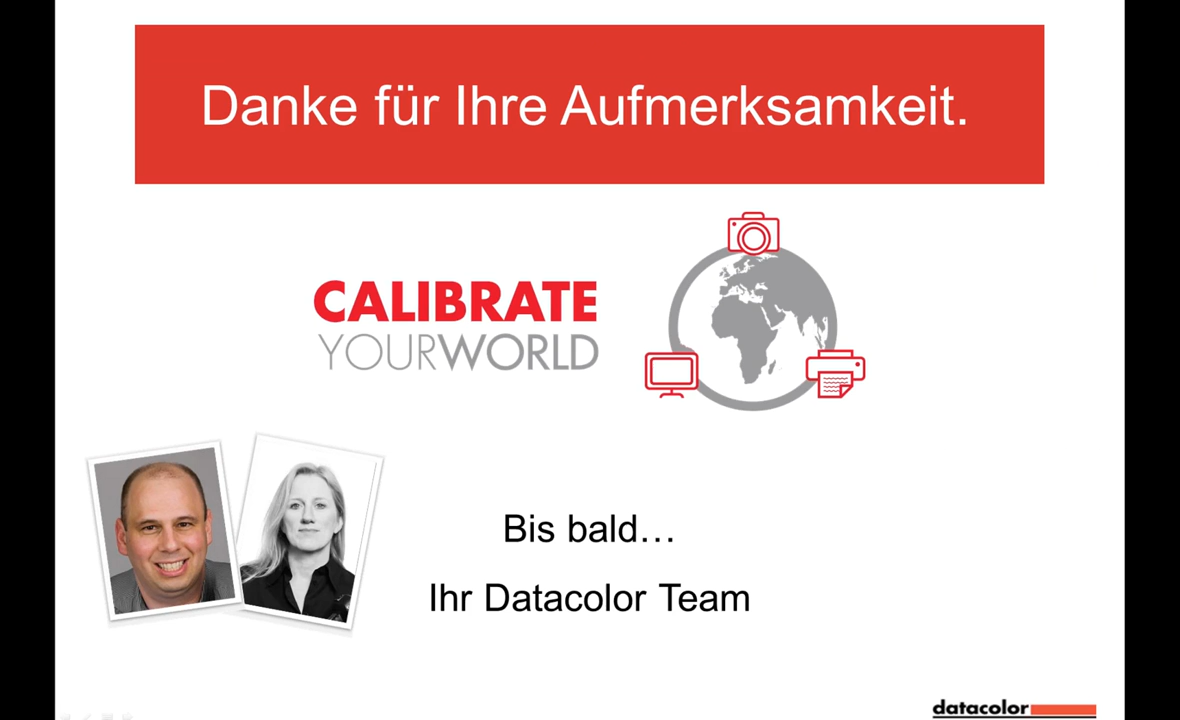 Danke für Ihre Aufmerksamkeit.
CALIBRATE
YOURWORLD
Bis bald…
Ihr Datacolor Team
datacolor